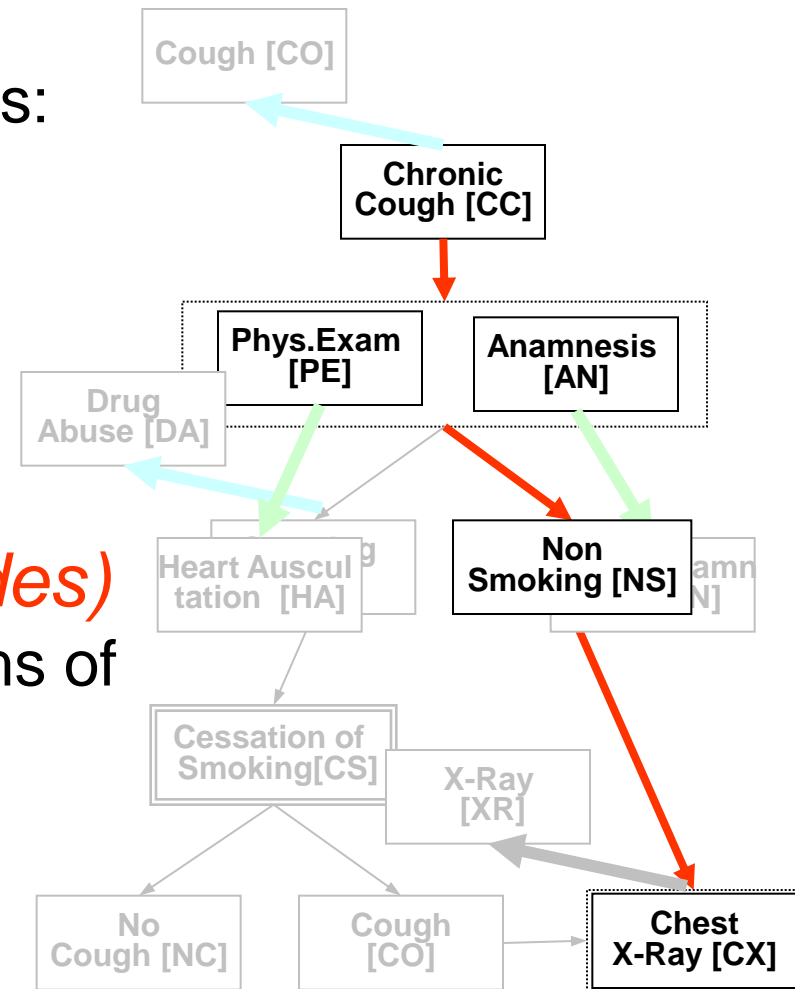 Cough [CO]
s:
Chronic
Cough [CC]
Phys.Exam
[PE]
Anamnesis
[AN]
Drug
Abuse [DA]
des)
Heart Auscul
tation [HA]
g
Non
Smoking [NS]
amn
N]
ns of
Cessation of
Smoking[CS]
X-Ray
[XR]
No
Cough [NC]
Cough
[CO]
Chest
X-Ray [CX]